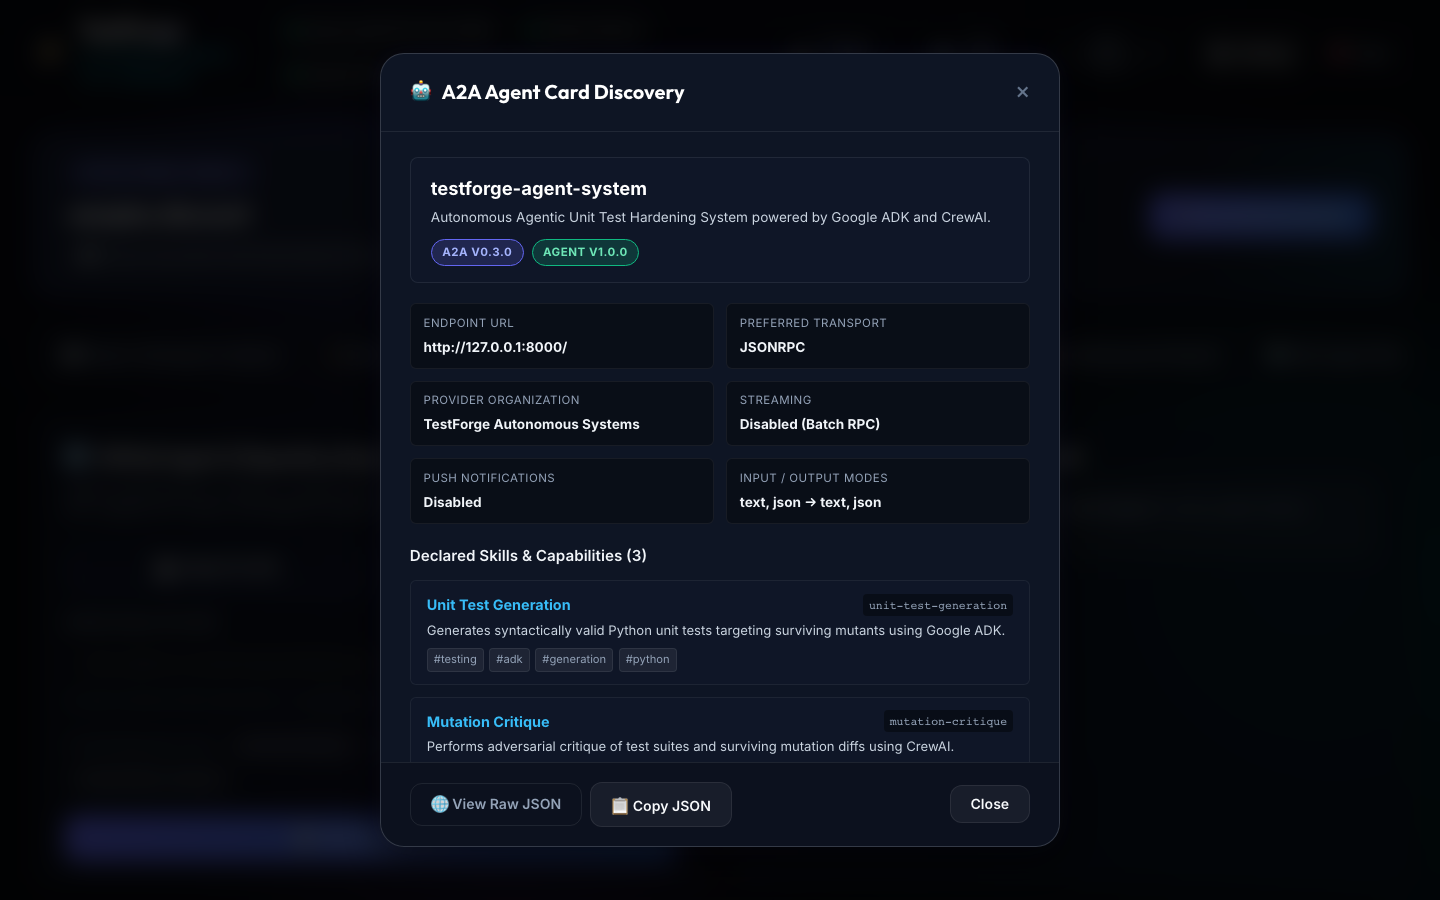 A2A Agent Card Discovery
×
testforge-agent-system
Autonomous Agentic Unit Test Hardening System powered by Google ADK and CrewAI.
A2A V0.3.0 AGENT V1.0.0
ENDPOINT URL
http://127.0.0.1:8000/
PREFERRED TRANSPORT
JSONRPC
PROVIDER ORGANIZATION
TestForge Autonomous Systems
STREAMING
Disabled (Batch RPC)
PUSH NOTIFICATIONS
Disabled
INPUT / OUTPUT MODES
text, json → text, json
Declared Skills & Capabilities (3)
Unit Test Generation unit-test-generation
Generates syntactically valid Python unit tests targeting surviving mutants using Google ADK.
#testing #adk #generation #python
Mutation Critique mutation-critique
Performs adversarial critique of test suites and surviving mutation diffs using CrewAI.
View Raw JSON Copy JSON Close